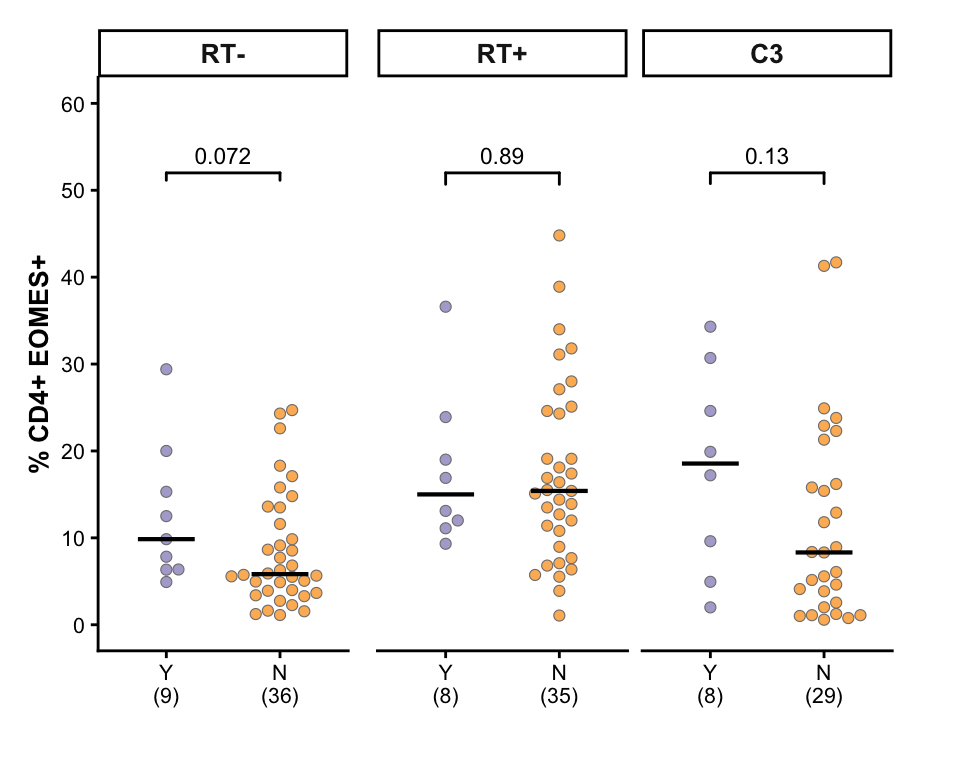 RT- RT+ C3
60
0.072 0.89 0.13
50
40
% CD4+ EOMES+
30
20
10
0
Y N Y N Y N
(9) (36) (8) (35) (8) (29)